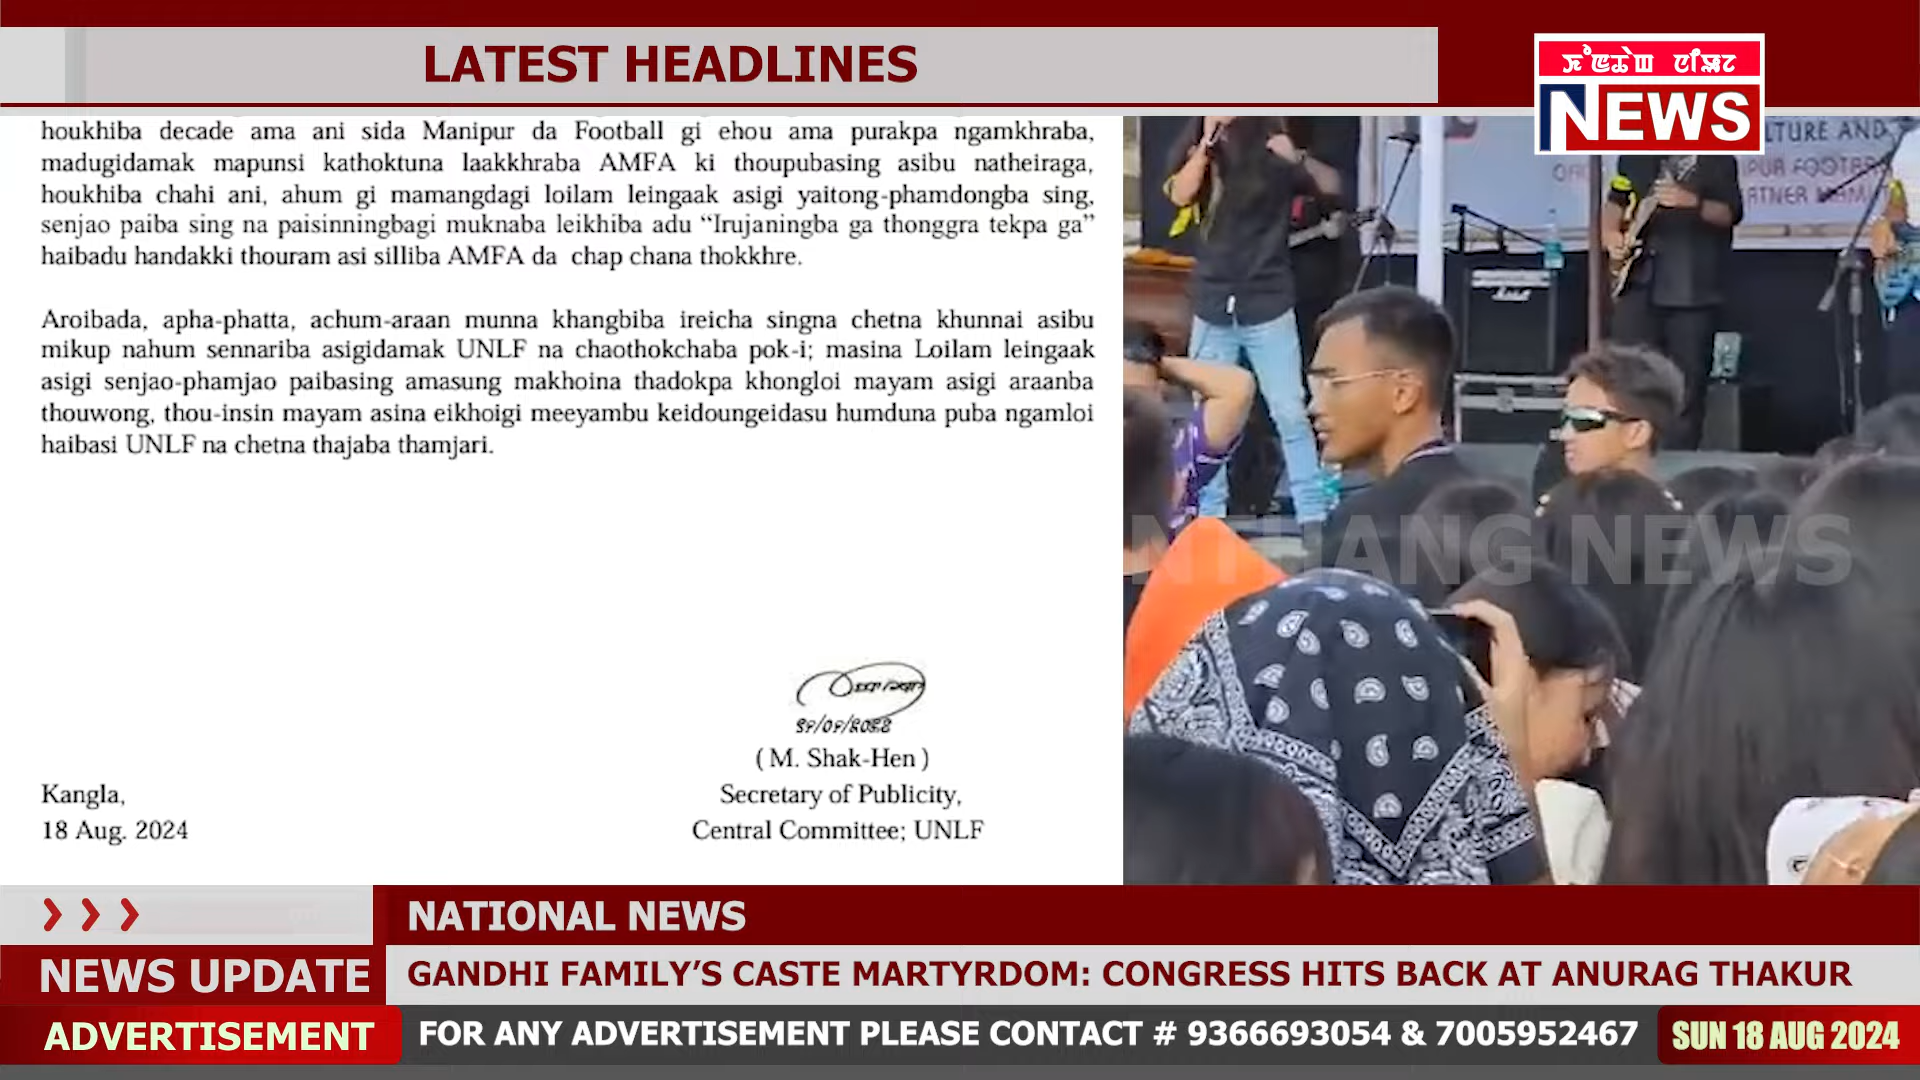 LATEST HEADLINES
NEWS
houkhiba decade ama ani sida Manipur da Football gi ehou ama purakpa ngamkhraba,
madugidamak mapunsi kathoktuna laakkhraba AMFA ki thoupubasing asibu natheiraga,
houkhiba chahi ani, ahum gi mamangdagi loilam leingaak asigi yaitong-phamdongba sing,
senjao paiba sing na paisinningbagi muknaba leikhiba adu “Irujaningba ga thonggra tekpa ga”
haibadu handakki thouram asi silliba AMFA da chap chana thokkhre.
Aroibada, apha-phatta, achum-araan munna khangbiba ireicha singna chetna khunnai asibu
mikup nahum sennariba asigidamak UNLF na chaothokchaba pok-i; masina Loilam leingaak
asigi senjao-phamjao paibasing amasung makhoina thadokpa khongloi mayam asigi araanba
thouwong, thou-insin mayam asina eikhoigi meeyambu keidoungeidasu humduna puba ngamloi
haibasi UNLF na chetna thajaba thamjari.
( M. Shak-Hen )
Kangla,
Secretary of Publicity,
18 Aug. 2024
Central Committee; UNLF
LTURE AND
NTHANG NEWS
NATIONAL NEWS
NEWS UPDATE
GANDHI FAMILY’S CASTE MARTYRDOM: CONGRESS HITS BACK AT ANURAG THAKUR
ADVERTISEMENT
FOR ANY ADVERTISEMENT PLEASE CONTACT # 9366693054 & 7005952467
SUN 18 AUG 2024